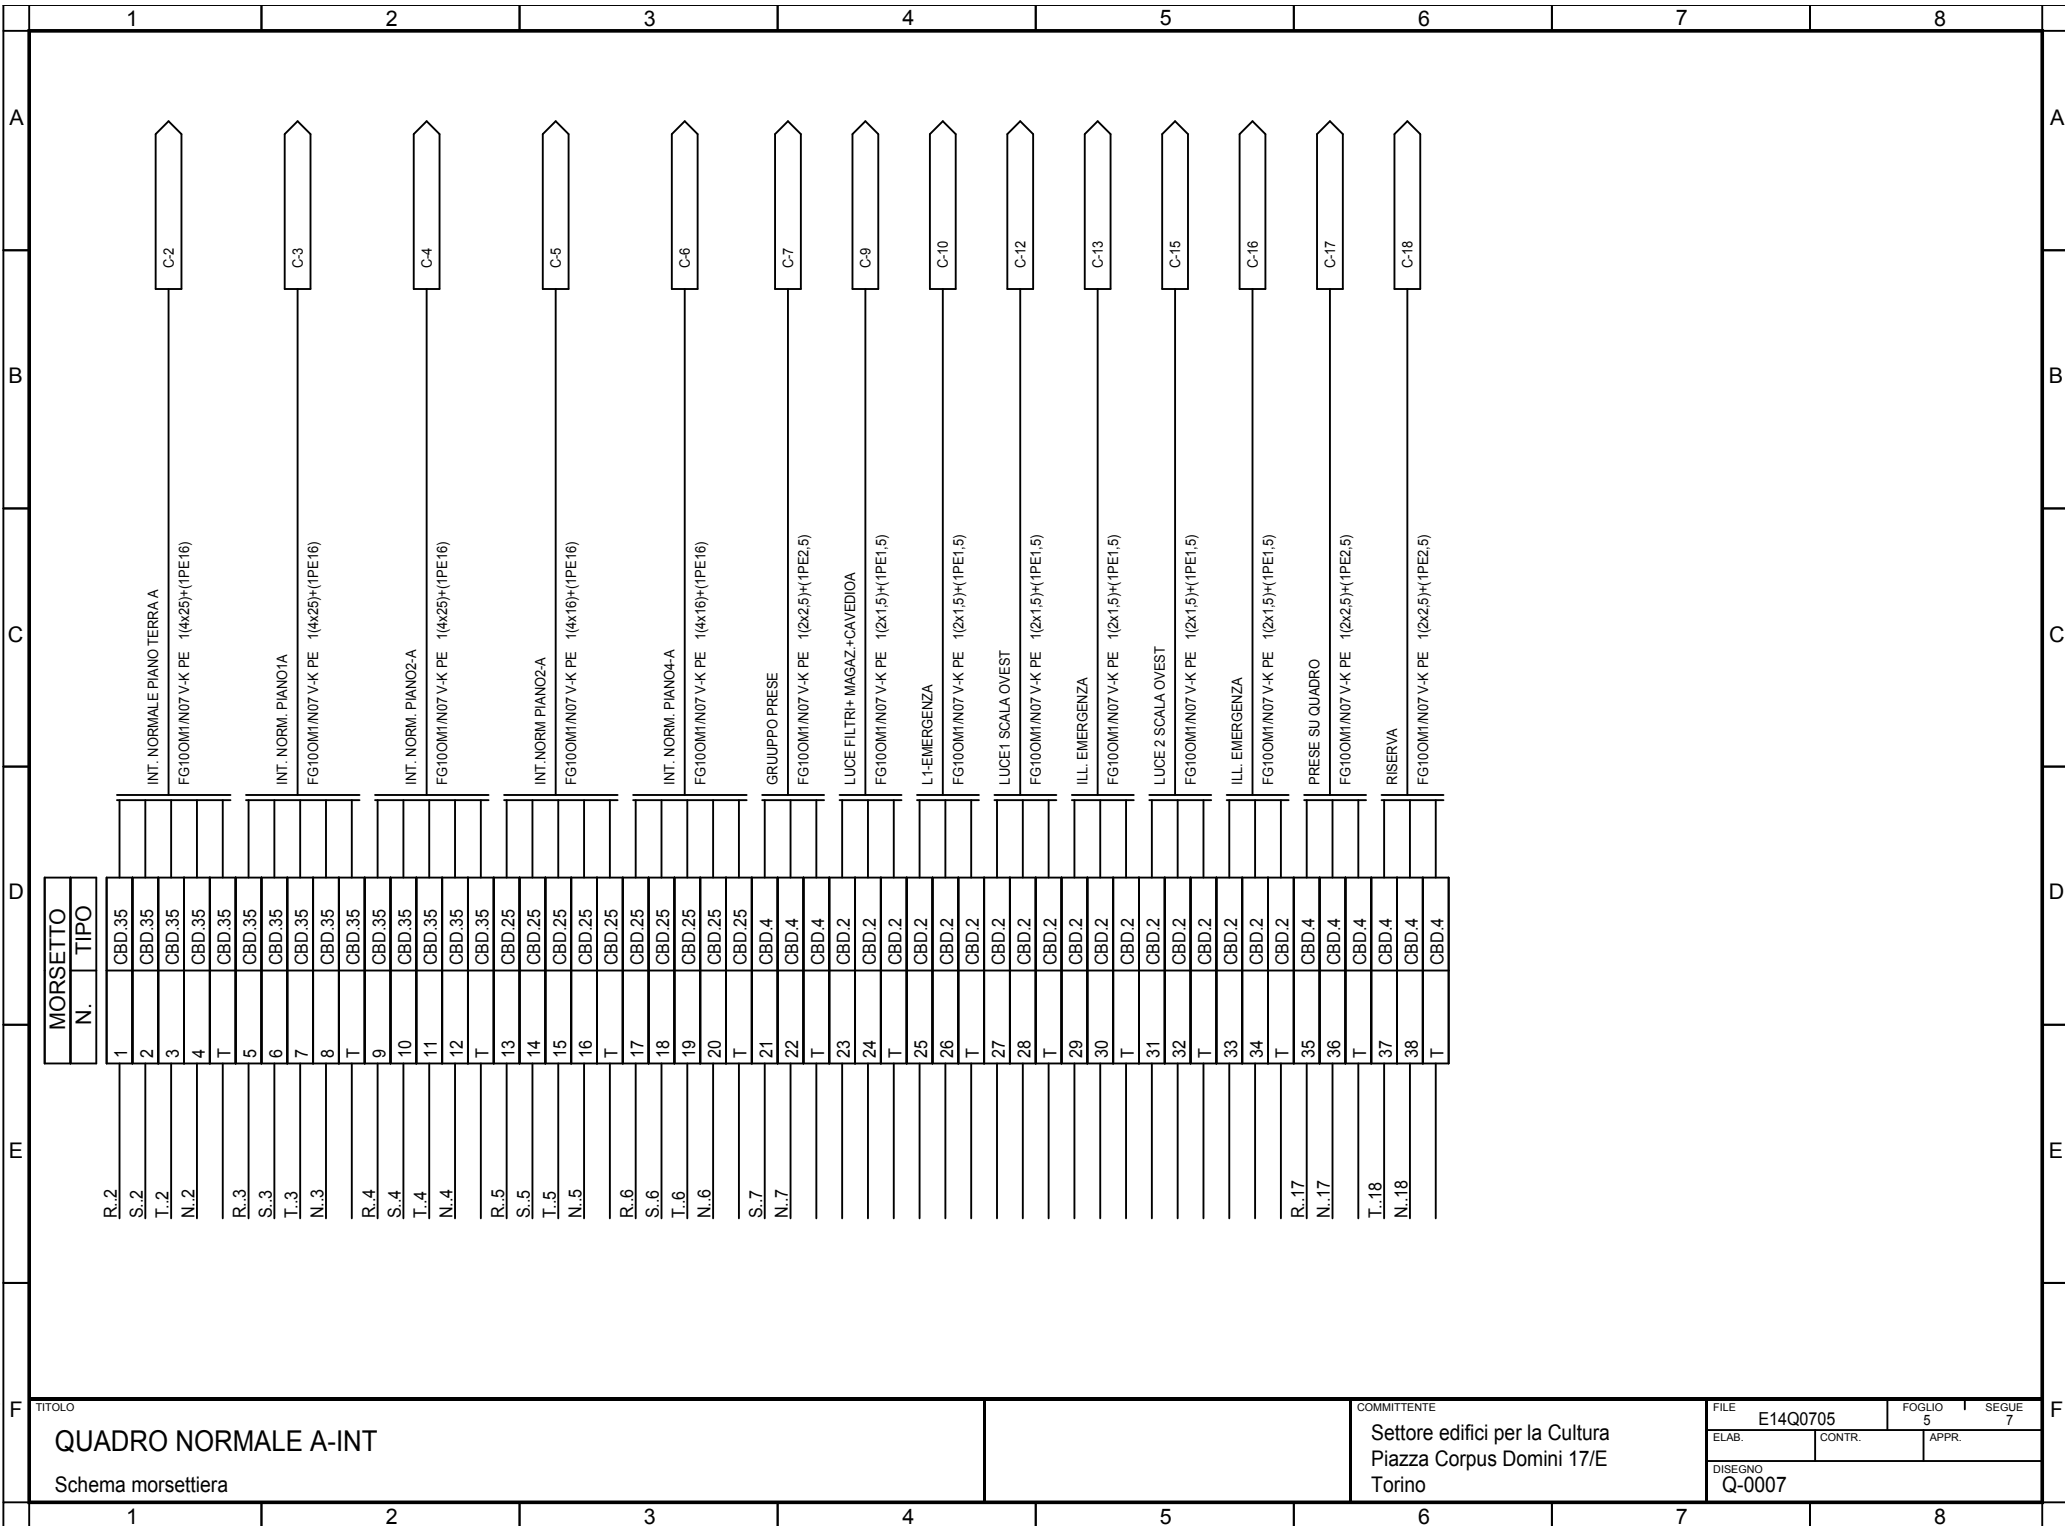 1 2 3 4 5 6 7 8
A A
B B
C C
D D
E E
F F
C-2
C-3
C-4
C-5
C-6
C-7
C-9
C-10
C-12
C-13
C-15
C-16
C-17
C-18
INT. NORMALE PIANO TERRA A
FG10OM1/N07 V-K PE 1(4x25)+(1PE16)
INT. NORM. PIANO1A
FG10OM1/N07 V-K PE 1(4x25)+(1PE16)
INT. NORM. PIANO2-A
FG10OM1/N07 V-K PE 1(4x25)+(1PE16)
INT.NORM PIANO2-A
FG10OM1/N07 V-K PE 1(4x16)+(1PE16)
INT. NORM. PIANO4-A
FG10OM1/N07 V-K PE 1(4x16)+(1PE16)
GRUUPPO PRESE
FG10OM1/N07 V-K PE 1(2x2,5)+(1PE2,5)
LUCE FILTRI+ MAGAZ.+CAVEDIOA
FG10OM1/N07 V-K PE 1(2x1,5)+(1PE1,5)
L1-EMERGENZA
FG10OM1/N07 V-K PE 1(2x1,5)+(1PE1,5)
LUCE1 SCALA OVEST
FG10OM1/N07 V-K PE 1(2x1,5)+(1PE1,5)
ILL. EMERGENZA
FG10OM1/N07 V-K PE 1(2x1,5)+(1PE1,5)
LUCE 2 SCALA OVEST
FG10OM1/N07 V-K PE 1(2x1,5)+(1PE1,5)
ILL. EMERGENZA
FG10OM1/N07 V-K PE 1(2x1,5)+(1PE1,5)
PRESE SU QUADRO
FG10OM1/N07 V-K PE 1(2x2,5)+(1PE2,5)
RISERVA
FG10OM1/N07 V-K PE 1(2x2,5)+(1PE2,5)
MORSETTO
N. TIPO
1 CBD.35
2 CBD.35
3 CBD.35
4 CBD.35
T CBD.35
5 CBD.35
6 CBD.35
7 CBD.35
8 CBD.35
T CBD.35
9 CBD.35
10 CBD.35
11 CBD.35
12 CBD.35
T CBD.35
13 CBD.25
14 CBD.25
15 CBD.25
16 CBD.25
T CBD.25
17 CBD.25
18 CBD.25
19 CBD.25
20 CBD.25
T CBD.25
21 CBD.4
22 CBD.4
T CBD.4
23 CBD.2
24 CBD.2
T CBD.2
25 CBD.2
26 CBD.2
T CBD.2
27 CBD.2
28 CBD.2
T CBD.2
29 CBD.2
30 CBD.2
T CBD.2
31 CBD.2
32 CBD.2
T CBD.2
33 CBD.2
34 CBD.2
T CBD.2
35 CBD.4
36 CBD.4
T CBD.4
37 CBD.4
38 CBD.4
T CBD.4
R..2
S..2
T..2
N..2
R..3
S..3
T..3
N..3
R..4
S..4
T..4
N..4
R..5
S..5
T..5
N..5
R..6
S..6
T..6
N..6
S..7
N..7
R..17
N..17
T..18
N..18
TITOLO
QUADRO NORMALE A-INT
Schema morsettiera
COMMITTENTE
Settore edifici per la Cultura
Piazza Corpus Domini 17/E
Torino
FILE E14Q0705
FOGLIO 5
SEGUE 7
ELAB. CONTR. APPR.
DISEGNO
Q-0007
1 2 3 4 5 6 7 8